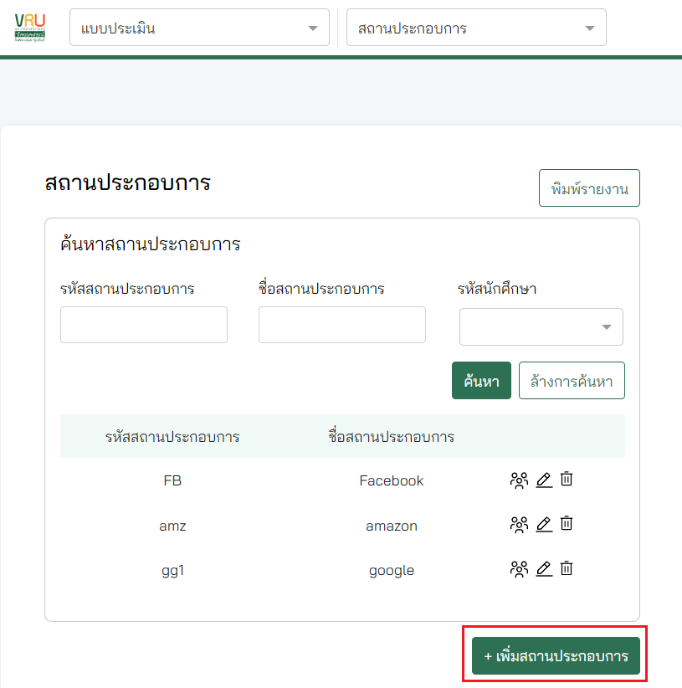 VRU
แบบประเมิน
สถานประกอบการ
สถานประกอบการ
พิมพ์รายงาน
ค้นหาสถานประกอบการ
รหัสสถานประกอบการ ชื่อสถานประกอบการ รหัสนักศึกษา
ค้นหา ล้างการค้นหา
รหัสสถานประกอบการ ชื่อสถานประกอบการ
FB Facebook
amz amazon
gg1 google
+ เพิ่มสถานประกอบการ